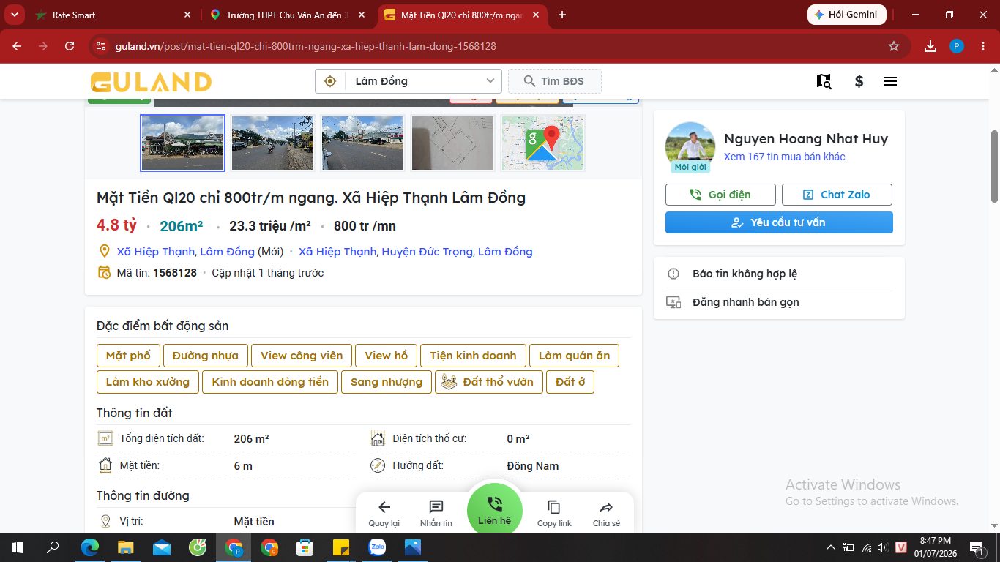 Rate Smart
Trường THPT Chu Văn An đến 3
Mặt Tiền Ql20 chỉ 800tr/m ngan
Hỏi Gemini
guland.vn/post/mat-tien-ql20-chi-800trm-ngang-xa-hiep-thanh-lam-dong-1568128
P
GULAND
Lâm Đồng
Tìm BĐS
$
g
Mặt Tiền Ql20 chỉ 800tr/m ngang. Xã Hiệp Thạnh Lâm Đồng
4.8 tỷ · 206m² · 23.3 triệu /m² · 800 tr /mn
Xã Hiệp Thạnh, Lâm Đồng (Mới) · Xã Hiệp Thạnh, Huyện Đức Trọng, Lâm Đồng
Mã tin: 1568128 · Cập nhật 1 tháng trước
Nguyen Hoang Nhat Huy
Xem 167 tin mua bán khác
Môi giới
Gọi điện
Chat Zalo
Yêu cầu tư vấn
Báo tin không hợp lệ
Đăng nhanh bán gọn
Đặc điểm bất động sản
Mặt phố Đường nhựa View công viên View hồ Tiện kinh doanh Làm quán ăn
Làm kho xưởng Kinh doanh dòng tiền Sang nhượng Đất thổ vườn Đất ở
Thông tin đất
m²
Tổng diện tích đất: 206 m² Diện tích thổ cư: 0 m²
Mặt tiền: 6 m Hướng đất: Đông Nam
Thông tin đường
Vị trí: Mặt tiền
Quay lại
Nhắn tin
Liên hệ
Copy link
Chia sẻ
Activate Windows
Go to Settings to activate Windows.
P
C
Zalo
V
8:47 PM
01/07/2026
1